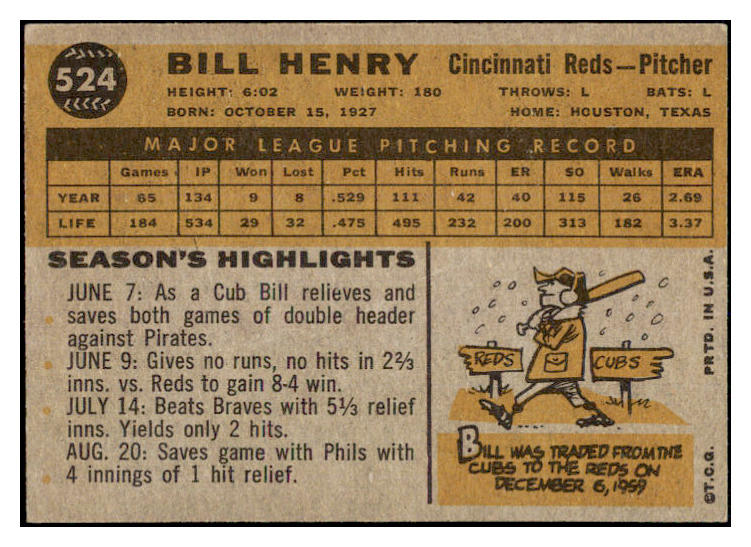 524
BILL HENRY Cincinnati Reds—Pitcher
HEIGHT: 6:02 WEIGHT: 180 THROWS: L BATS: L
BORN: OCTOBER 15, 1927 HOME: HOUSTON, TEXAS
MAJOR LEAGUE PITCHING RECORD
Games IP Won Lost Pct Hits Runs ER SO Walks ERA
YEAR 65 134 9 8 .529 111 42 40 115 26 2.69
LIFE 184 534 29 32 .475 495 232 200 313 182 3.37
SEASON'S HIGHLIGHTS
JUNE 7: As a Cub Bill relieves and
saves both games of double header
against Pirates.
JUNE 9: Gives no runs, no hits in 2⅔
inns. vs. Reds to gain 8-4 win.
JULY 14: Beats Braves with 5⅓ relief
inns. Yields only 2 hits.
AUG. 20: Saves game with Phils with
4 innings of 1 hit relief.
REDS CUBS
BILL WAS TRADED FROM THE
CUBS TO THE REDS ON
DECEMBER 6, 1959
©T.C.G. PRTD. IN U.S.A.